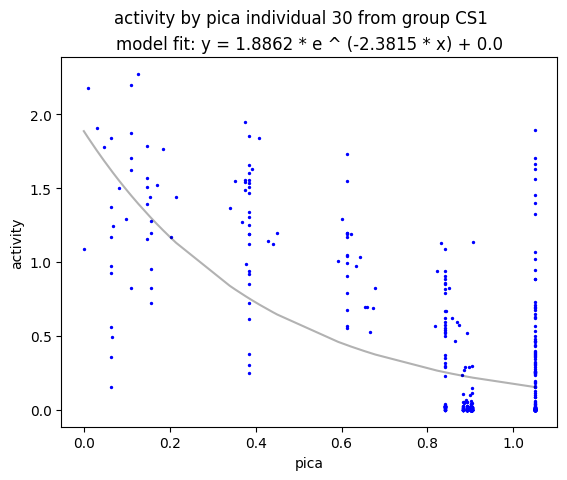 activity by pica individual 30 from group CS1
model fit: y = 1.8862 * e ^ (-2.3815 * x) + 0.0
2.0
1.5
1.0
0.5
0.0
activity
0.0 0.2 0.4 0.6 0.8 1.0
pica